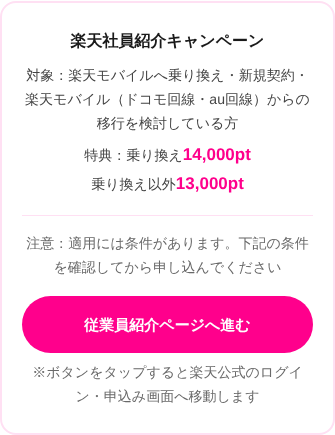 楽天社員紹介キャンペーン
対象：楽天モバイルへ乗り換え・新規契約・
楽天モバイル（ドコモ回線・au回線）からの
移行を検討している方
特典：乗り換え14,000pt
乗り換え以外13,000pt
注意：適用には条件があります。下記の条件
を確認してから申し込んでください
従業員紹介ページへ進む
※ボタンをタップすると楽天公式のログイ
ン・申込み画面へ移動します